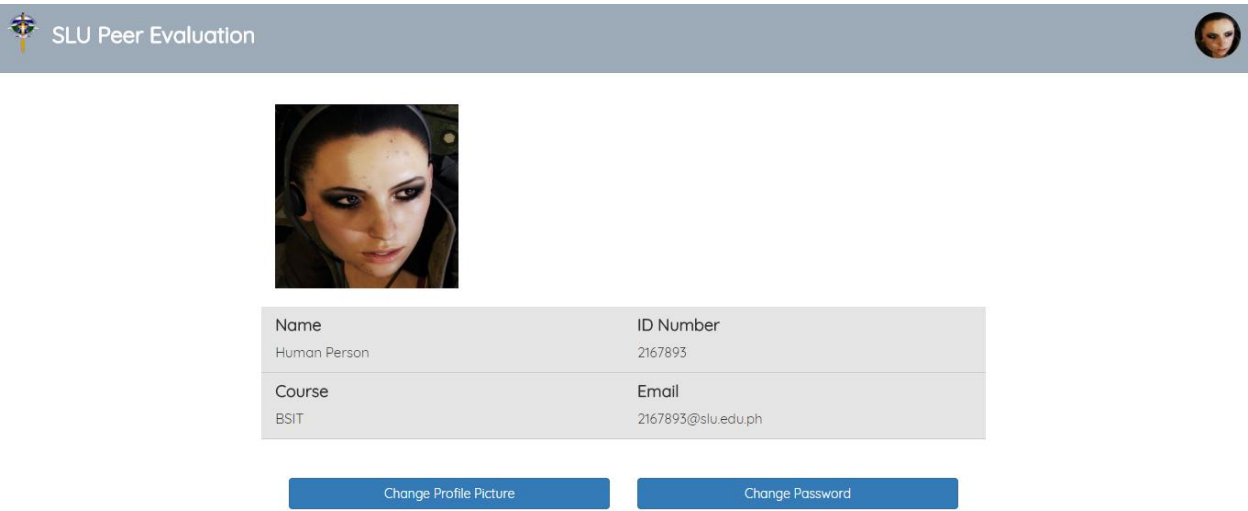 SLU Peer Evaluation
Name
ID Number
Human Person
2167893
Course
Email
BSIT
2167893@slu.edu.ph
Change Profile Picture
Change Password